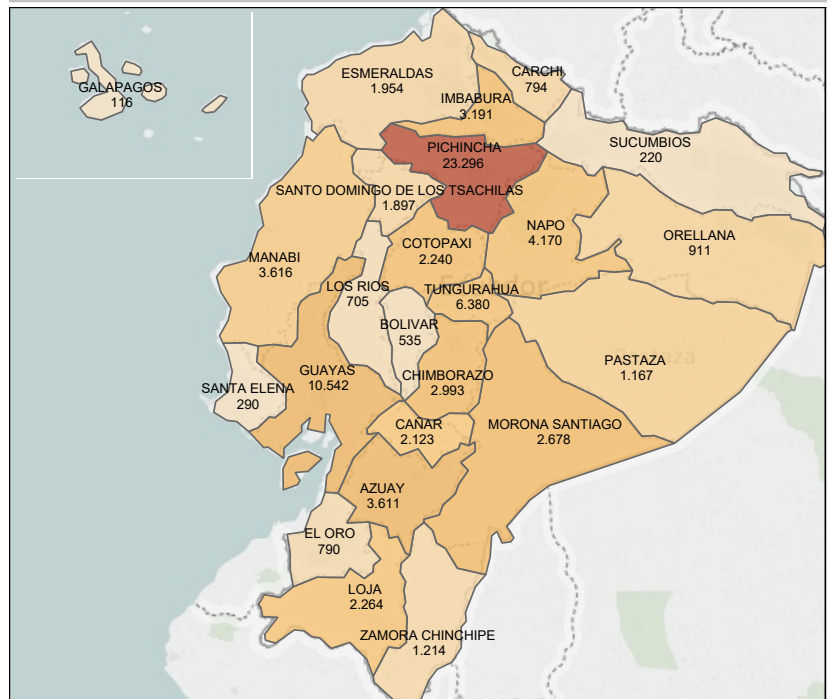 GALAPAGOS
116
ESMERALDAS
1.954
CARCHI
794
IMBABURA
3.191
PICHINCHA
23.296
SUCUMBIOS
220
SANTO DOMINGO DE LOS TSACHILAS
1.897
NAPO
4.170
ORELLANA
911
COTOPAXI
2.240
MANABI
3.616
LOS RIOS
705
TUNGURAHUA
6.380
Ecuador
BOLIVAR
535
PASTAZA
1.167
Pastaza
GUAYAS
10.542
CHIMBORAZO
2.993
SANTA ELENA
290
CAÑAR
2.123
MORONA SANTIAGO
2.678
AZUAY
3.611
EL ORO
790
LOJA
2.264
ZAMORA CHINCHIPE
1.214